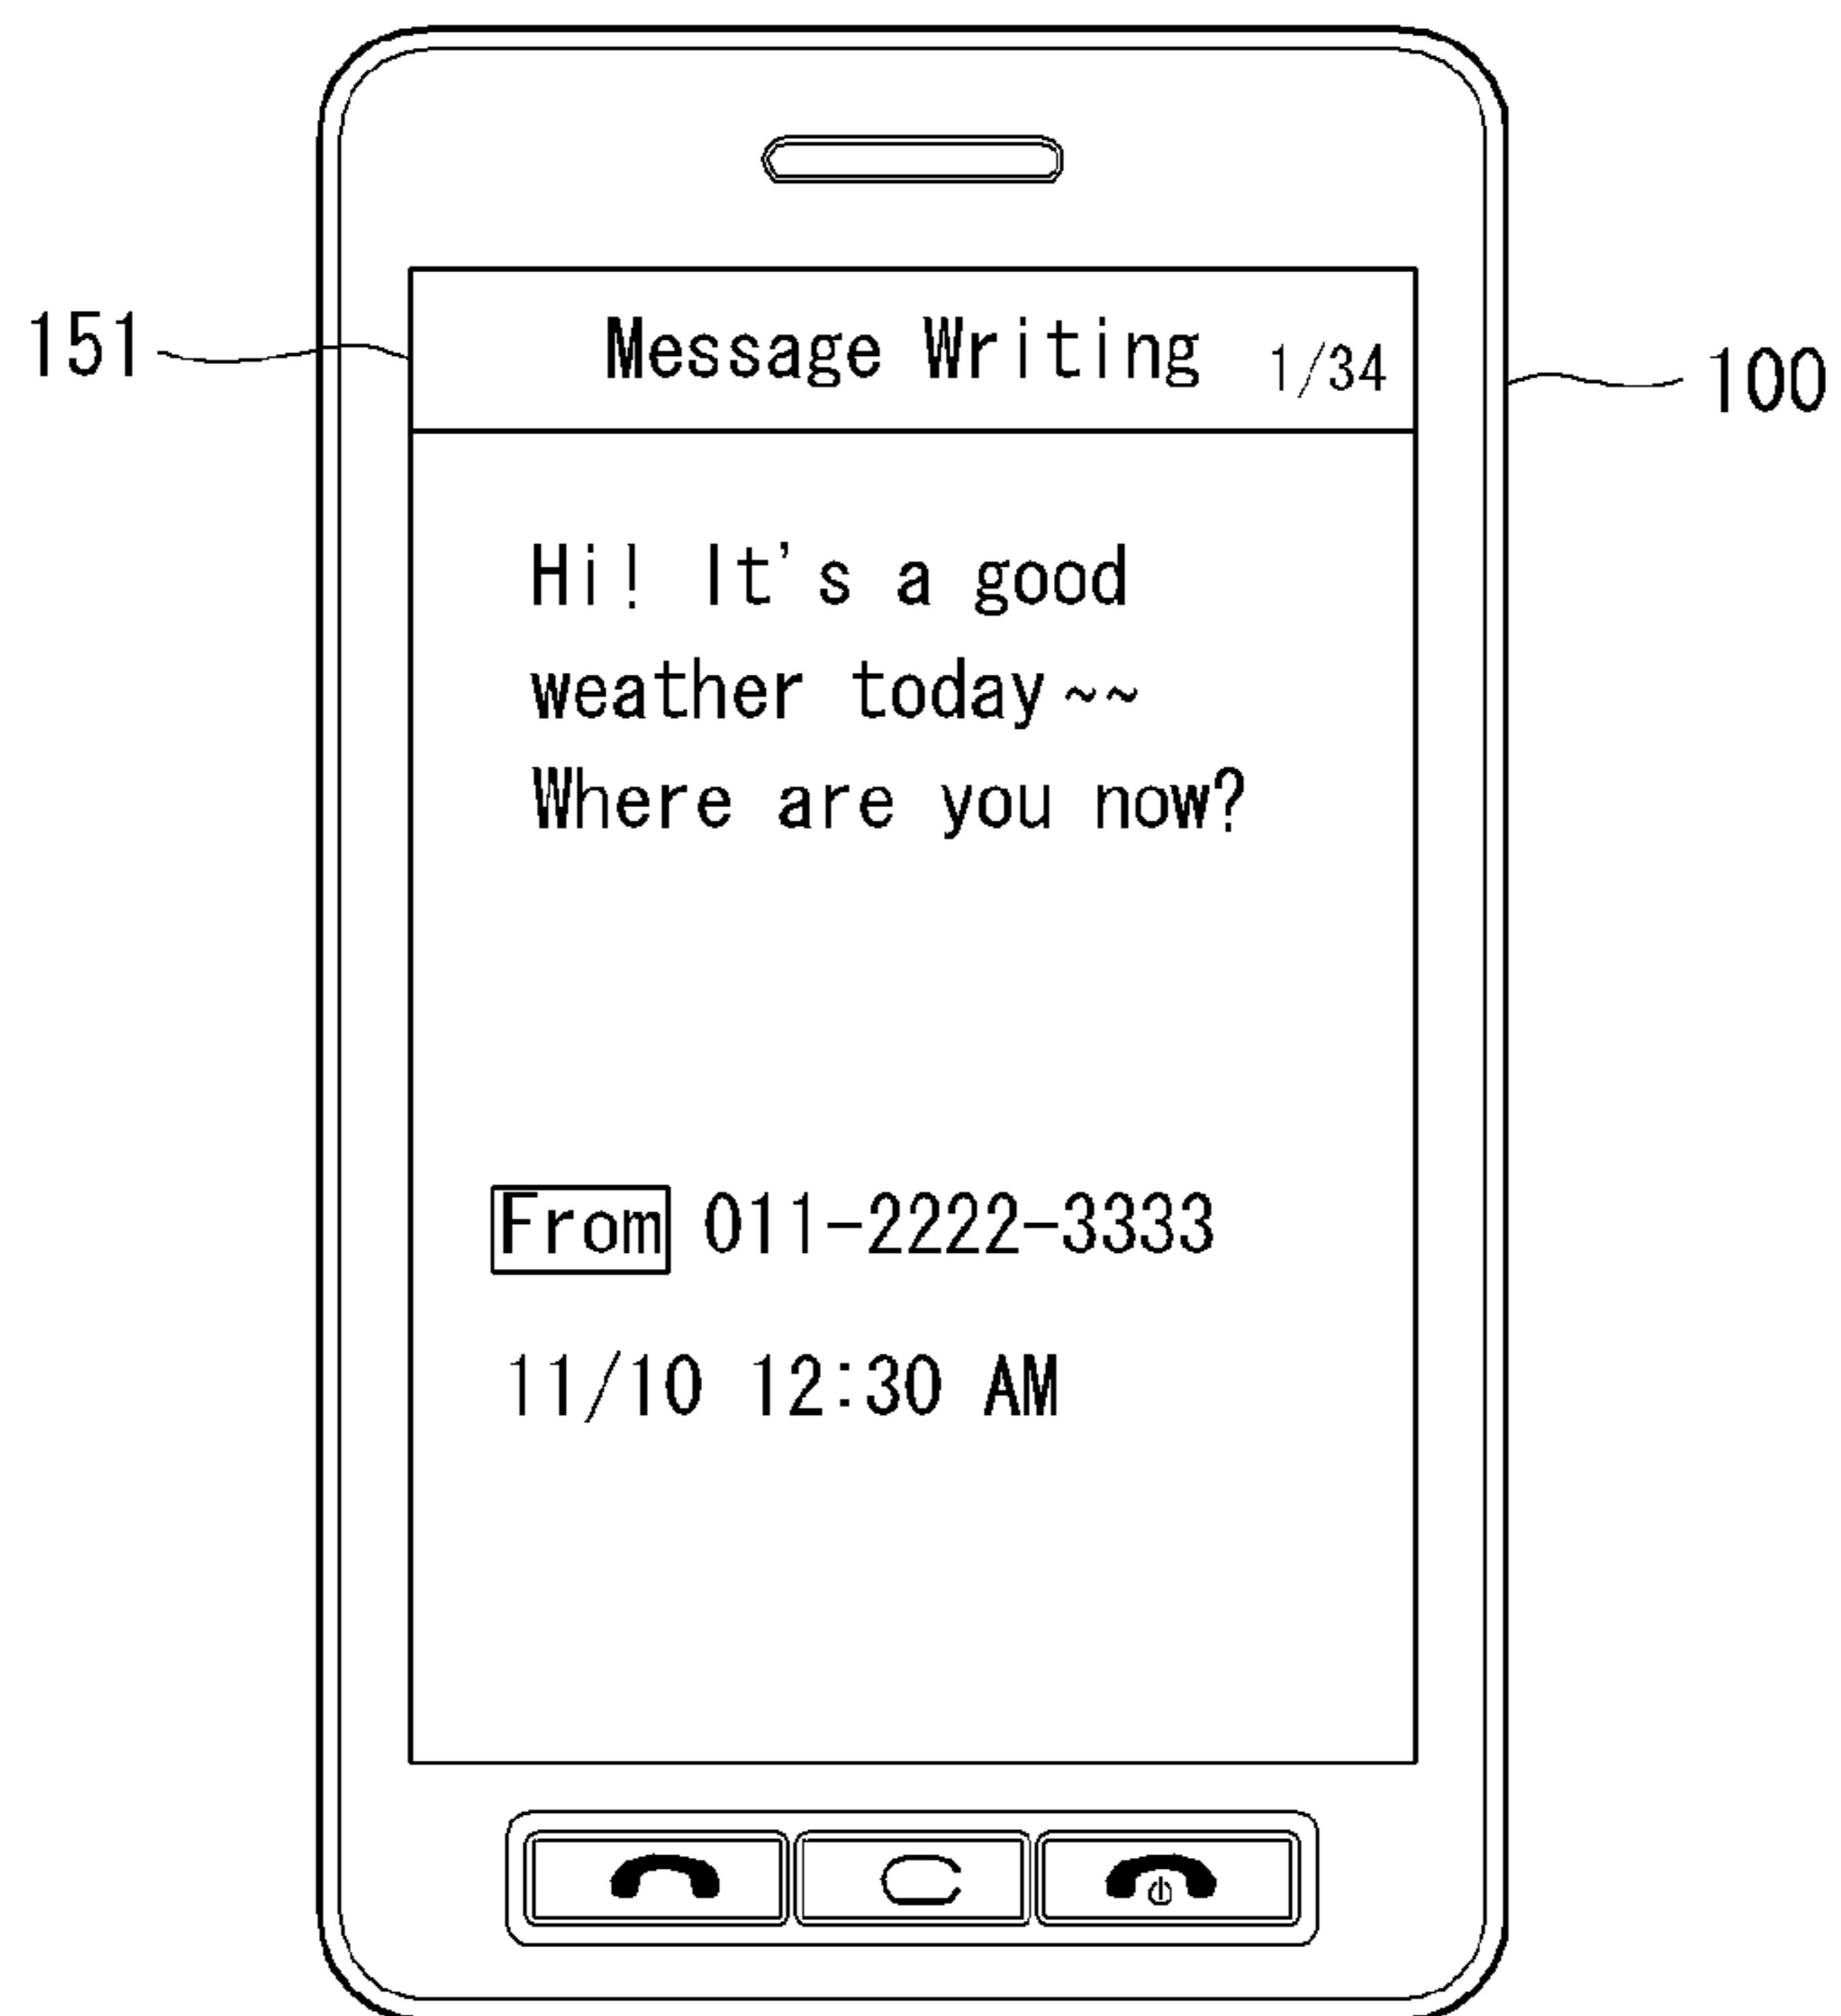 151
Message Writing 1/34
100
Hi! It's a good
weather today~~
Where are you now?
From 011-2222-3333
11/10 12:30 AM
C